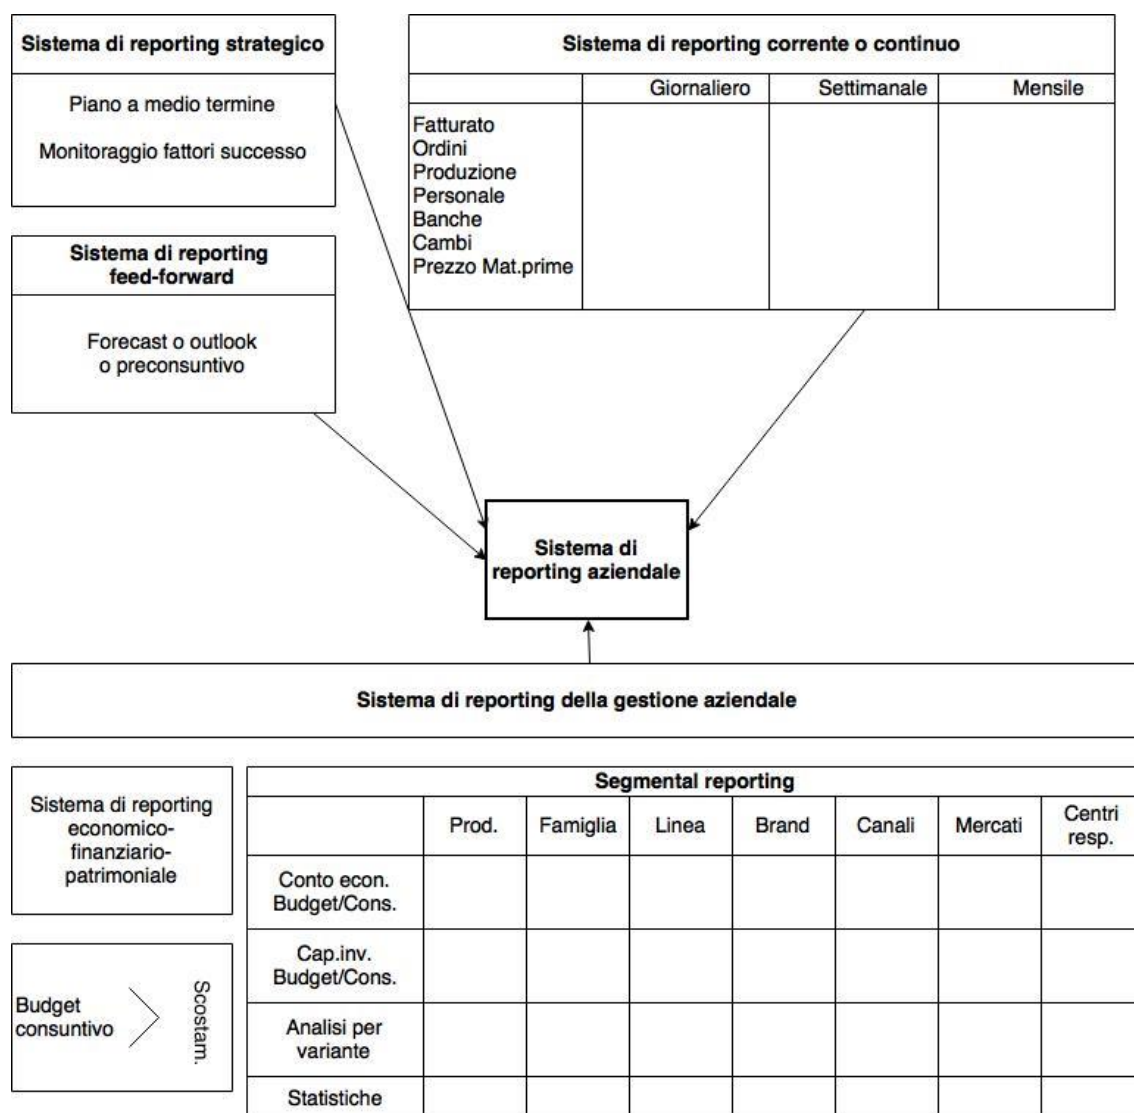 Sistema di reporting strategico
Piano a medio termine
Monitoraggio fattori successo
Sistema di reporting corrente o continuo
Giornaliero Settimanale Mensile
Fatturato
Ordini
Produzione
Personale
Banche
Cambi
Prezzo Mat.prime
Sistema di reporting
feed-forward
Forecast o outlook
o preconsuntivo
Sistema di
reporting aziendale
Sistema di reporting della gestione aziendale
Sistema di reporting
economico-
finanziario-
patrimoniale
Budget
consuntivo
Scostam.
Segmental reporting
Prod. Famiglia Linea Brand Canali Mercati Centri
resp.
Conto econ.
Budget/Cons.
Cap.inv.
Budget/Cons.
Analisi per
variante
Statistiche